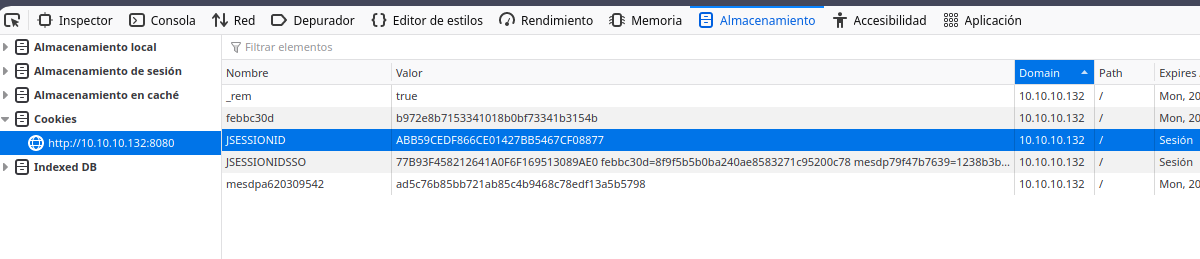 Inspector Consola Red Depurador Editor de estilos Rendimiento Memoria Almacenamiento Accesibilidad Aplicación
Almacenamiento local
Almacenamiento de sesión
Almacenamiento en caché
Cookies
http://10.10.10.132:8080
Indexed DB
Filtrar elementos
Nombre Valor Domain Path Expires
_rem true 10.10.10.132 / Mon, 20
febbc30d b972e8b7153341018b0bf73341b3154b 10.10.10.132 / Mon, 20
JSESSIONID ABB59CEDF866CE01427BB5467CF08877 10.10.10.132 / Sesión
JSESSIONIDSSO 77B93F458212641A0F6F169513089AE0 febbc30d=8f9f5b5b0ba240ae8583271c95200c78 mesdp79f47b7639=1238b3b... 10.10.10.132 / Sesión
mesdpa620309542 ad5c76b85bb721ab85c4b9468c78edf13a5b5798 10.10.10.132 / Mon, 20